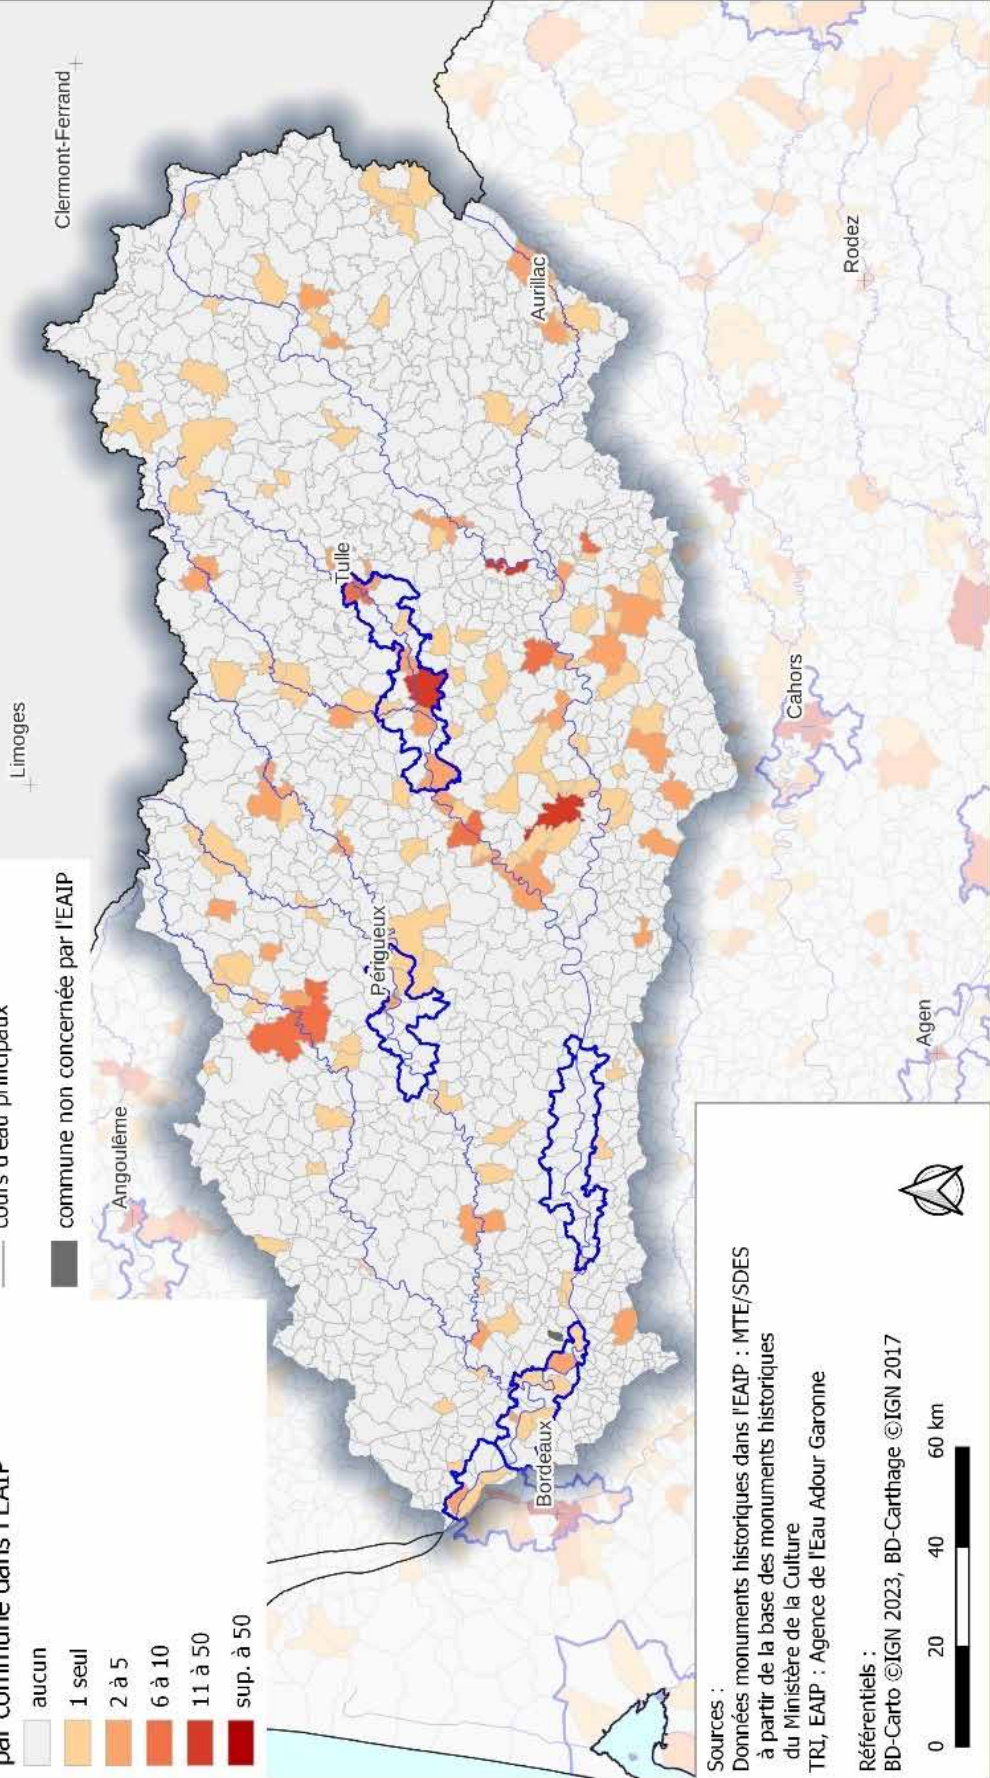 par commune dans l'EAIP
aucun
1 seul
2 à 5
6 à 10
11 à 50
sup. à 50
cours d'eau principaux
commune non concernée par l'EAIP
Limoges
Clermont-Ferrand
Angoulême
Périgueux
Tulle
Aurillac
Bordeaux
Cahors
Rodez
Agen
Sources :
Données monuments historiques dans l'EAIP : MTE/SDES
à partir de la base des monuments historiques
du Ministère de la Culture
TRI, EAIP : Agence de l'Eau Adour Garonne
Référentiels :
BD-Carto ©IGN 2023, BD-Carthage ©IGN 2017
0 20 40 60 km